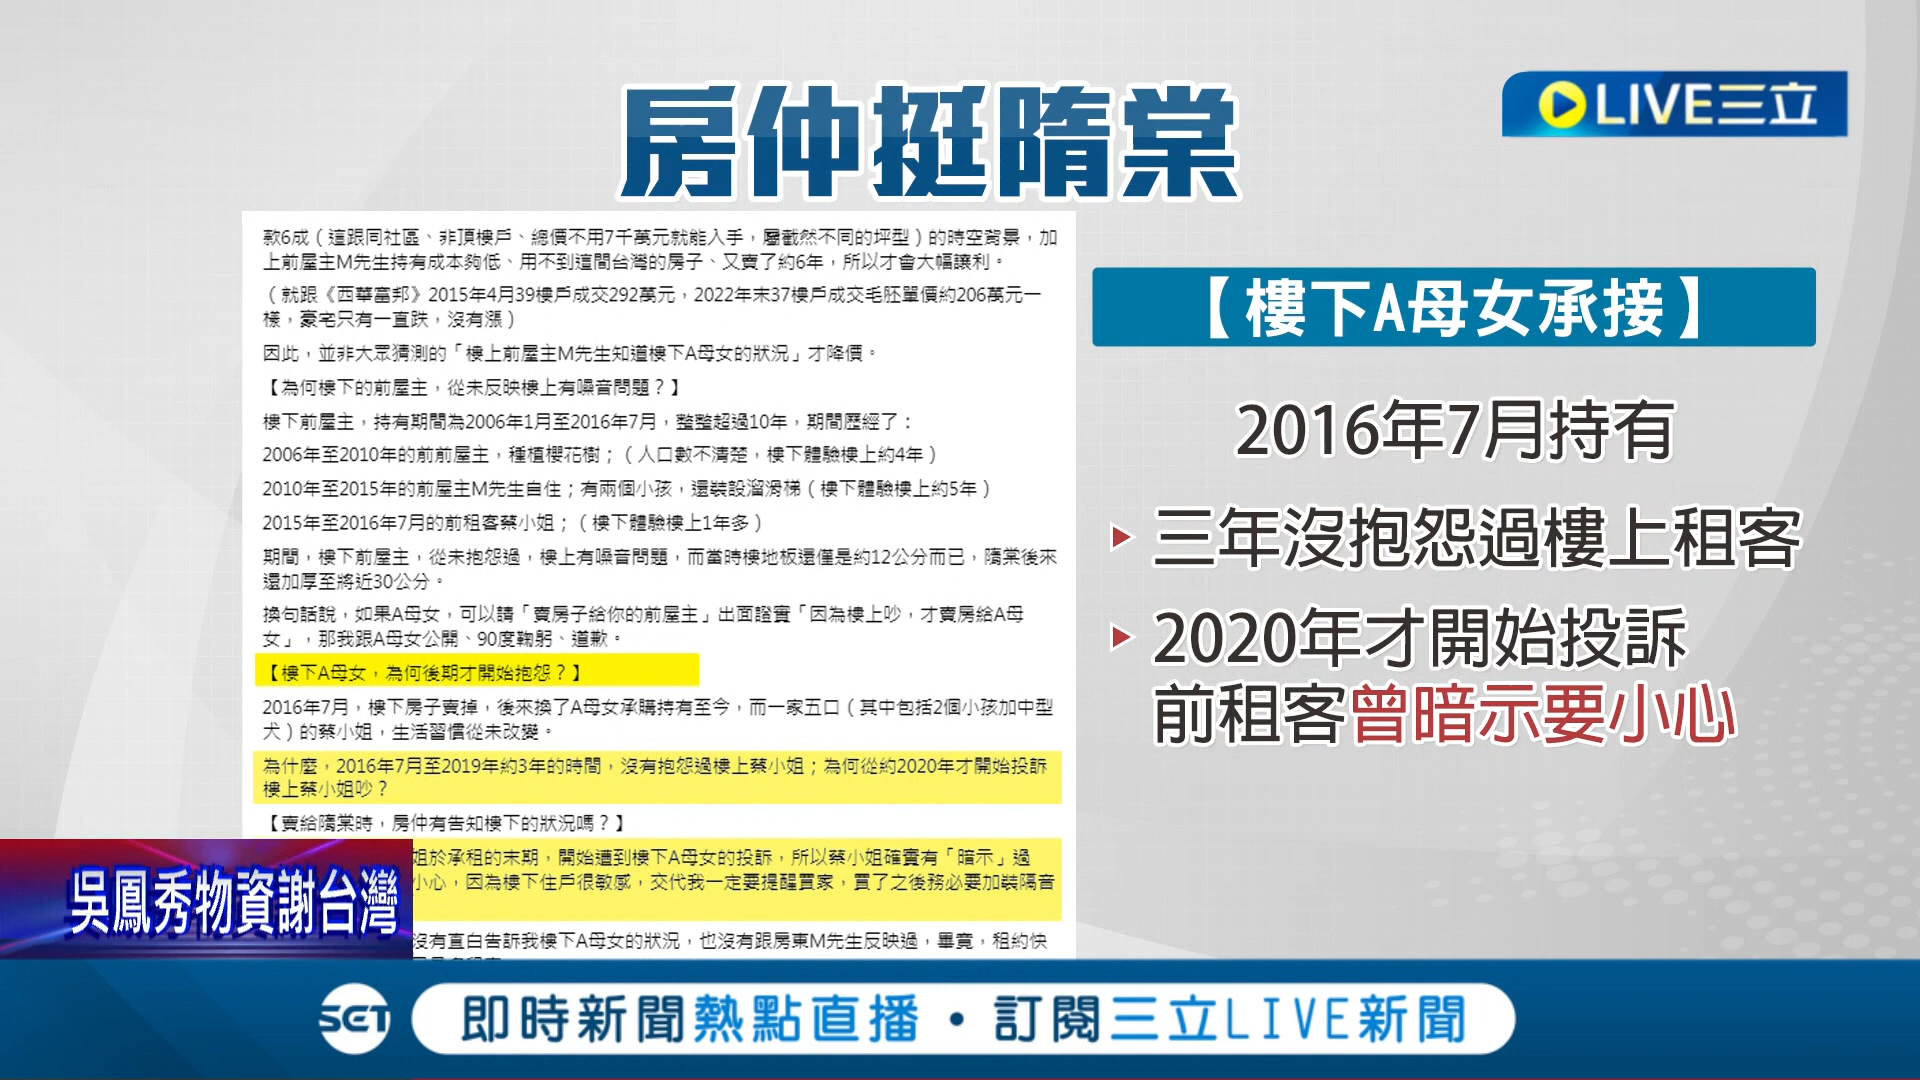 房仲挺隋棠
LIVE三立
款6成（這跟同社區、非頂樓戶、總價不用7千萬元就能入手，屬截然不同的坪型）的時空背景，加
上前屋主M先生持有成本夠低、用不到這間台灣的房子、又賣了約6年，所以才會大幅讓利。
（就跟《西華富邦》2015年4月39樓戶成交292萬元，2022年末37樓戶成交毛胚單價約206萬元一
樣，豪宅只有一直跌，沒有漲）
因此，並非大眾猜測的「樓上前屋主M先生知道樓下A母女的狀況」才降價。
【為何樓下的前屋主，從未反映樓上有噪音問題？】
樓下前屋主，持有期間為2006年1月至2016年7月，整整超過10年，期間歷經了：
2006年至2010年的前前屋主，種植櫻花樹；（人口數不清楚，樓下體驗樓上約4年）
2010年至2015年的前屋主M先生自住；有兩個小孩，還裝設溜滑梯（樓下體驗樓上約5年）
2015年至2016年7月的前租客蔡小姐；（樓下體驗樓上1年多）
期間，樓下前屋主，從未抱怨過，樓上有噪音問題，而當時樓地板還僅是約12公分而已，隋棠後來
還加厚至將近30公分。
換句話說，如果A母女，可以請「賣房子給你的前屋主」出面證實「因為樓上吵，才賣房給A母
女」，那我跟A母女公開、90度鞠躬、道歉。
【樓下A母女，為何後期才開始抱怨？】
2016年7月，樓下房子賣掉，後來換了A母女承購持有至今，而一家五口（其中包括2個小孩加中型
犬）的蔡小姐，生活習慣從未改變。
為什麼，2016年7月至2019年約3年的時間，沒有抱怨過樓上蔡小姐；為何從約2020年才開始投訴
樓上蔡小姐吵？
【賣給隋棠時，房仲有告知樓下的狀況嗎？】
姐於承租的末期，開始遭到樓下A母女的投訴，所以蔡小姐確實有「暗示」過
小心，因為樓下住戶很敏感，交代我一定要提醒買家，買了之後務必要加裝隔音
沒有直白告訴我樓下A母女的狀況，也沒有跟房東M先生反映過，畢竟，租約快
【樓下A母女承接】
2016年7月持有
三年沒抱怨過樓上租客
2020年才開始投訴
前租客曾暗示要小心
吳鳳秀物資謝台灣
SET 即時新聞熱點直播・訂閱三立LIVE新聞